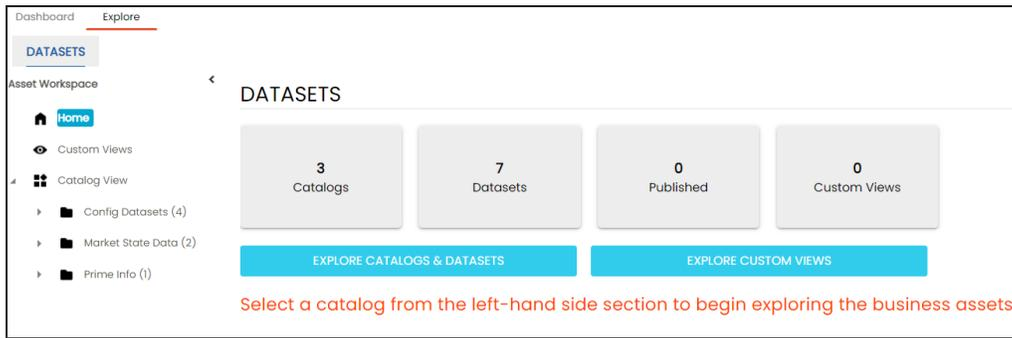 Dashboard Explore
DATASETS
Asset Workspace
Home
Custom Views
Catalog View
Config Datasets (4)
Market State Data (2)
Prime Info (1)
DATASETS
3 7 0 0
Catalogs Datasets Published Custom Views
EXPLORE CATALOGS & DATASETS EXPLORE CUSTOM VIEWS
Select a catalog from the left-hand side section to begin exploring the business assets